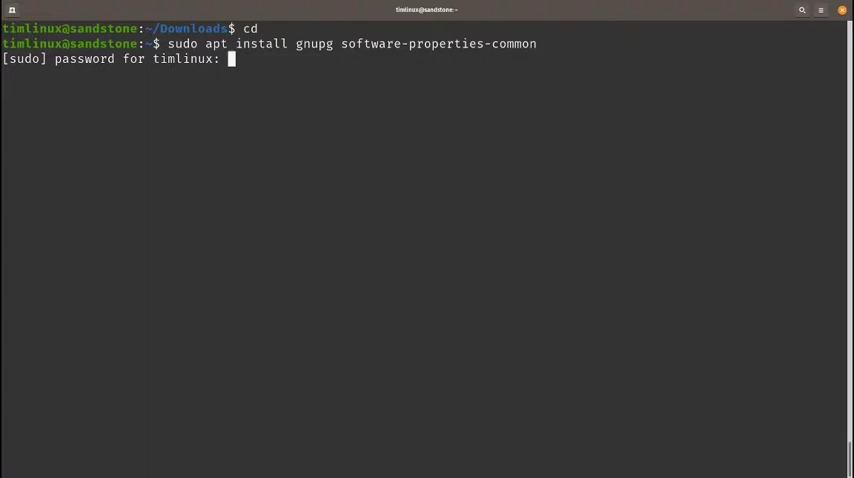 timlinux@sandstone: ~
timlinux@sandstone:~/Downloads$ cd
timlinux@sandstone:~$ sudo apt install gnupg software-properties-common
[sudo] password for timlinux: